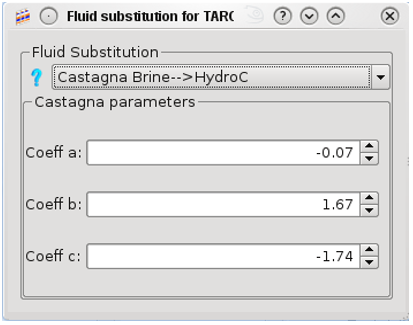 Fluid substitution for TARG
Fluid Substitution
? Castagna Brine-->HydroC
Castagna parameters
Coeff a: -0.07
Coeff b: 1.67
Coeff c: -1.74